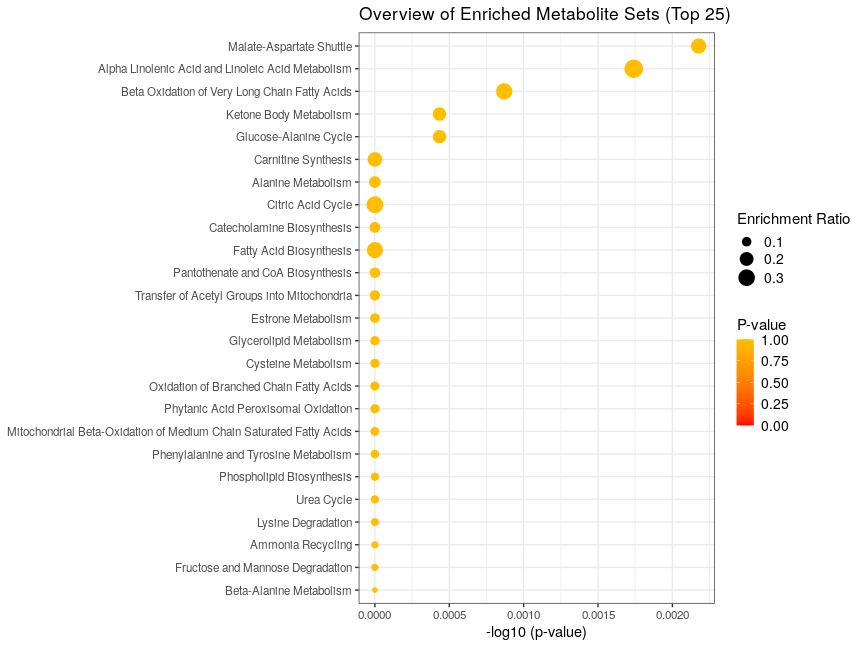 Overview of Enriched Metabolite Sets (Top 25)
Malate-Aspartate Shuttle
Alpha Linolenic Acid and Linoleic Acid Metabolism
Beta Oxidation of Very Long Chain Fatty Acids
Ketone Body Metabolism
Glucose-Alanine Cycle
Carnitine Synthesis
Alanine Metabolism
Citric Acid Cycle
Catecholamine Biosynthesis
Fatty Acid Biosynthesis
Pantothenate and CoA Biosynthesis
Transfer of Acetyl Groups into Mitochondria
Estrone Metabolism
Glycerolipid Metabolism
Cysteine Metabolism
Oxidation of Branched Chain Fatty Acids
Phytanic Acid Peroxisomal Oxidation
Mitochondrial Beta-Oxidation of Medium Chain Saturated Fatty Acids
Phenylalanine and Tyrosine Metabolism
Phospholipid Biosynthesis
Urea Cycle
Lysine Degradation
Ammonia Recycling
Fructose and Mannose Degradation
Beta-Alanine Metabolism
0.0000 0.0005 0.0010 0.0015 0.0020
-log10 (p-value)
Enrichment Ratio
0.1
0.2
0.3
P-value
1.00
0.75
0.50
0.25
0.00